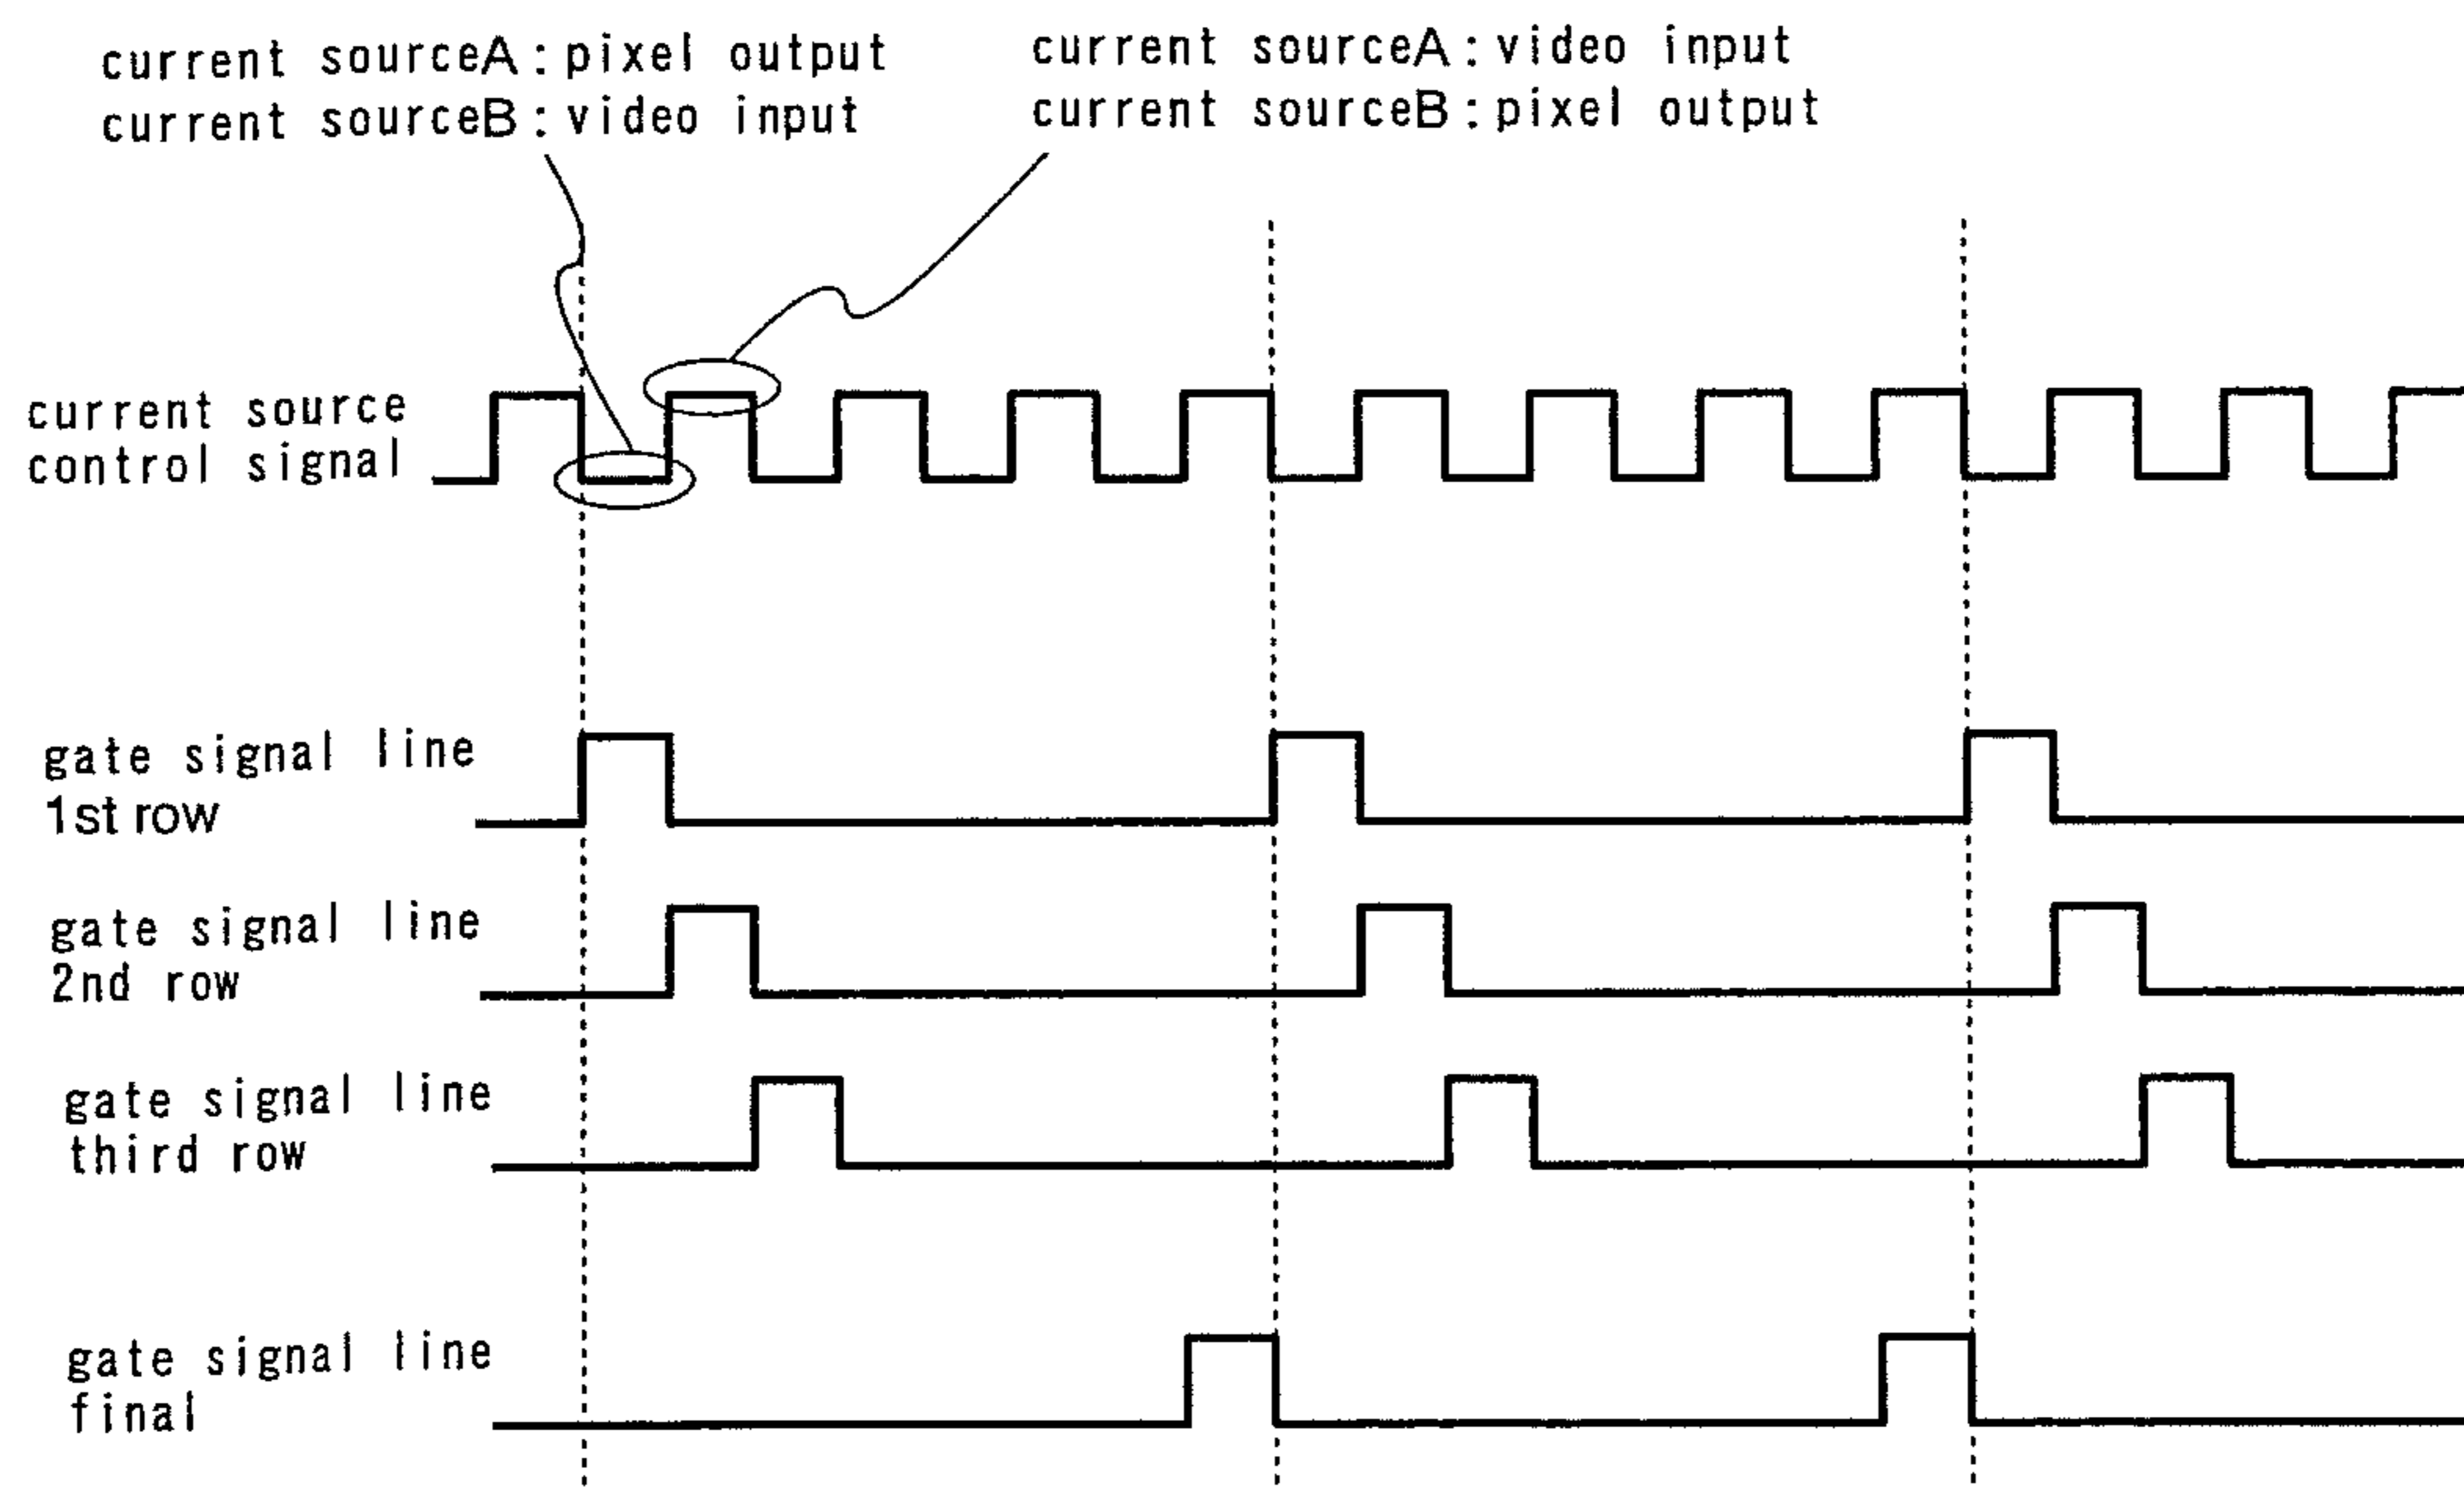 current sourceA:pixel output
current sourceB:video input
current sourceA:video input
current sourceB:pixel output
current source
control signal
gate signal line
1st row
gate signal line
2nd row
gate signal line
third row
gate signal line
final